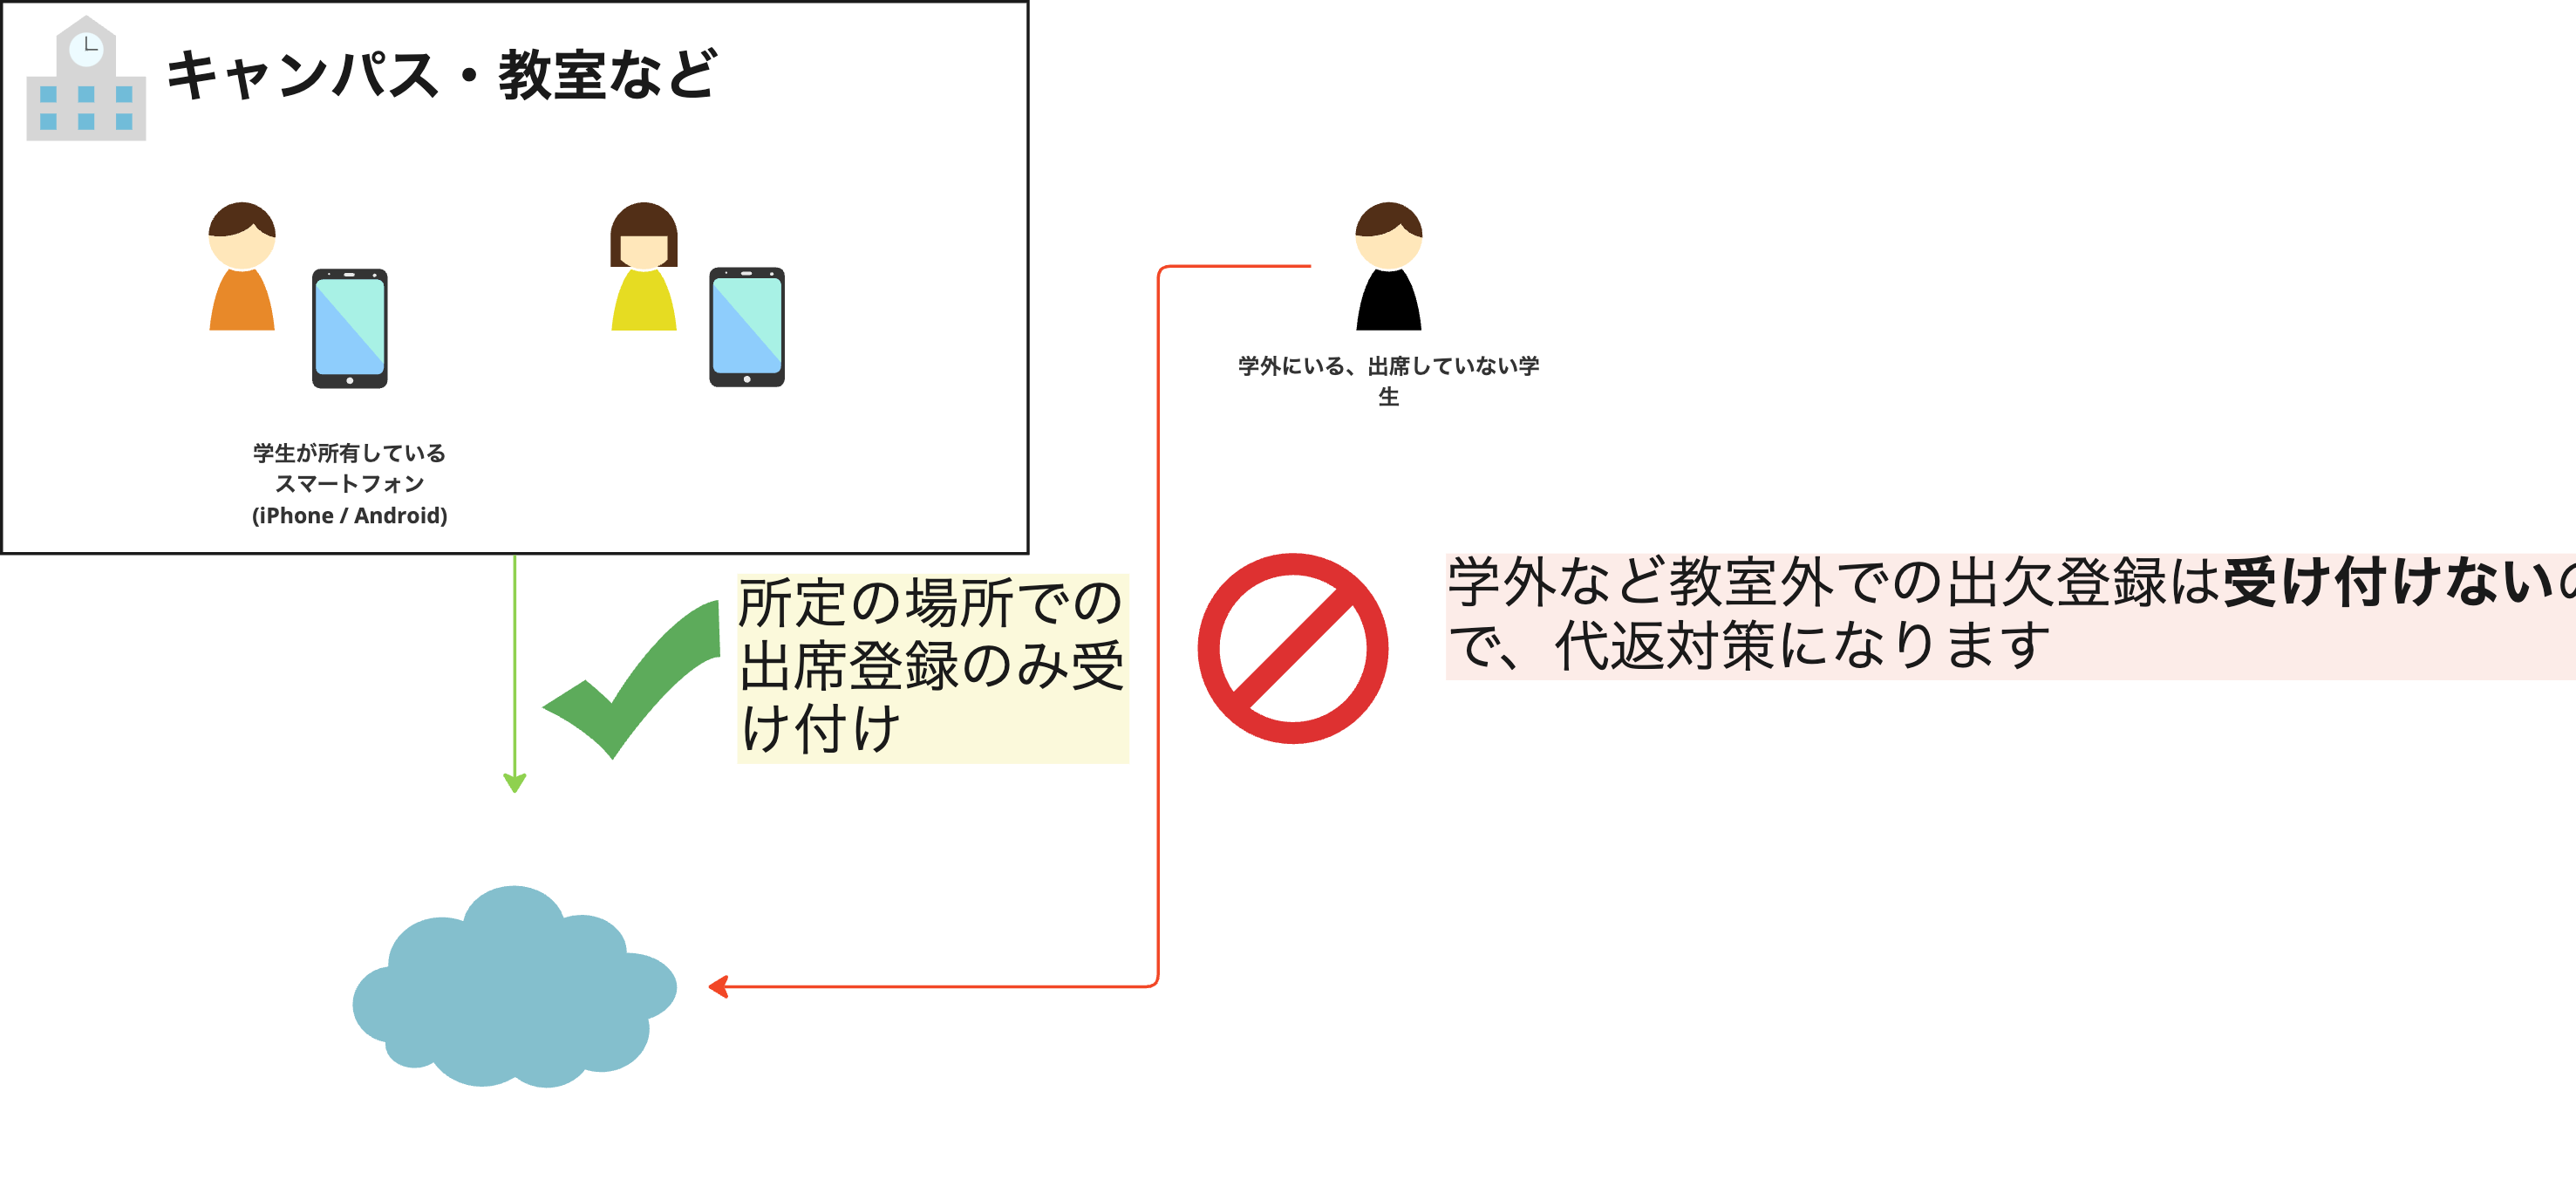 キャンパス・教室など
学外にいる、出席していない学
生
学生が所有している
スマートフォン
(iPhone / Android)
所定の場所での
出席登録のみ受
け付け
学外など教室外での出欠登録は受け付けないの
で、代返対策になります